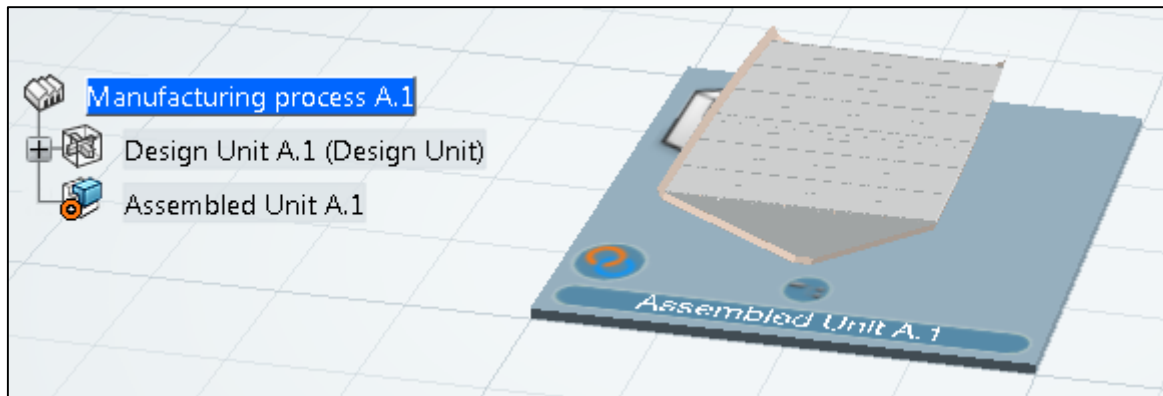 Manufacturing process A.1
Design Unit A.1 (Design Unit)
Assembled Unit A.1
Assembled Unit A.1